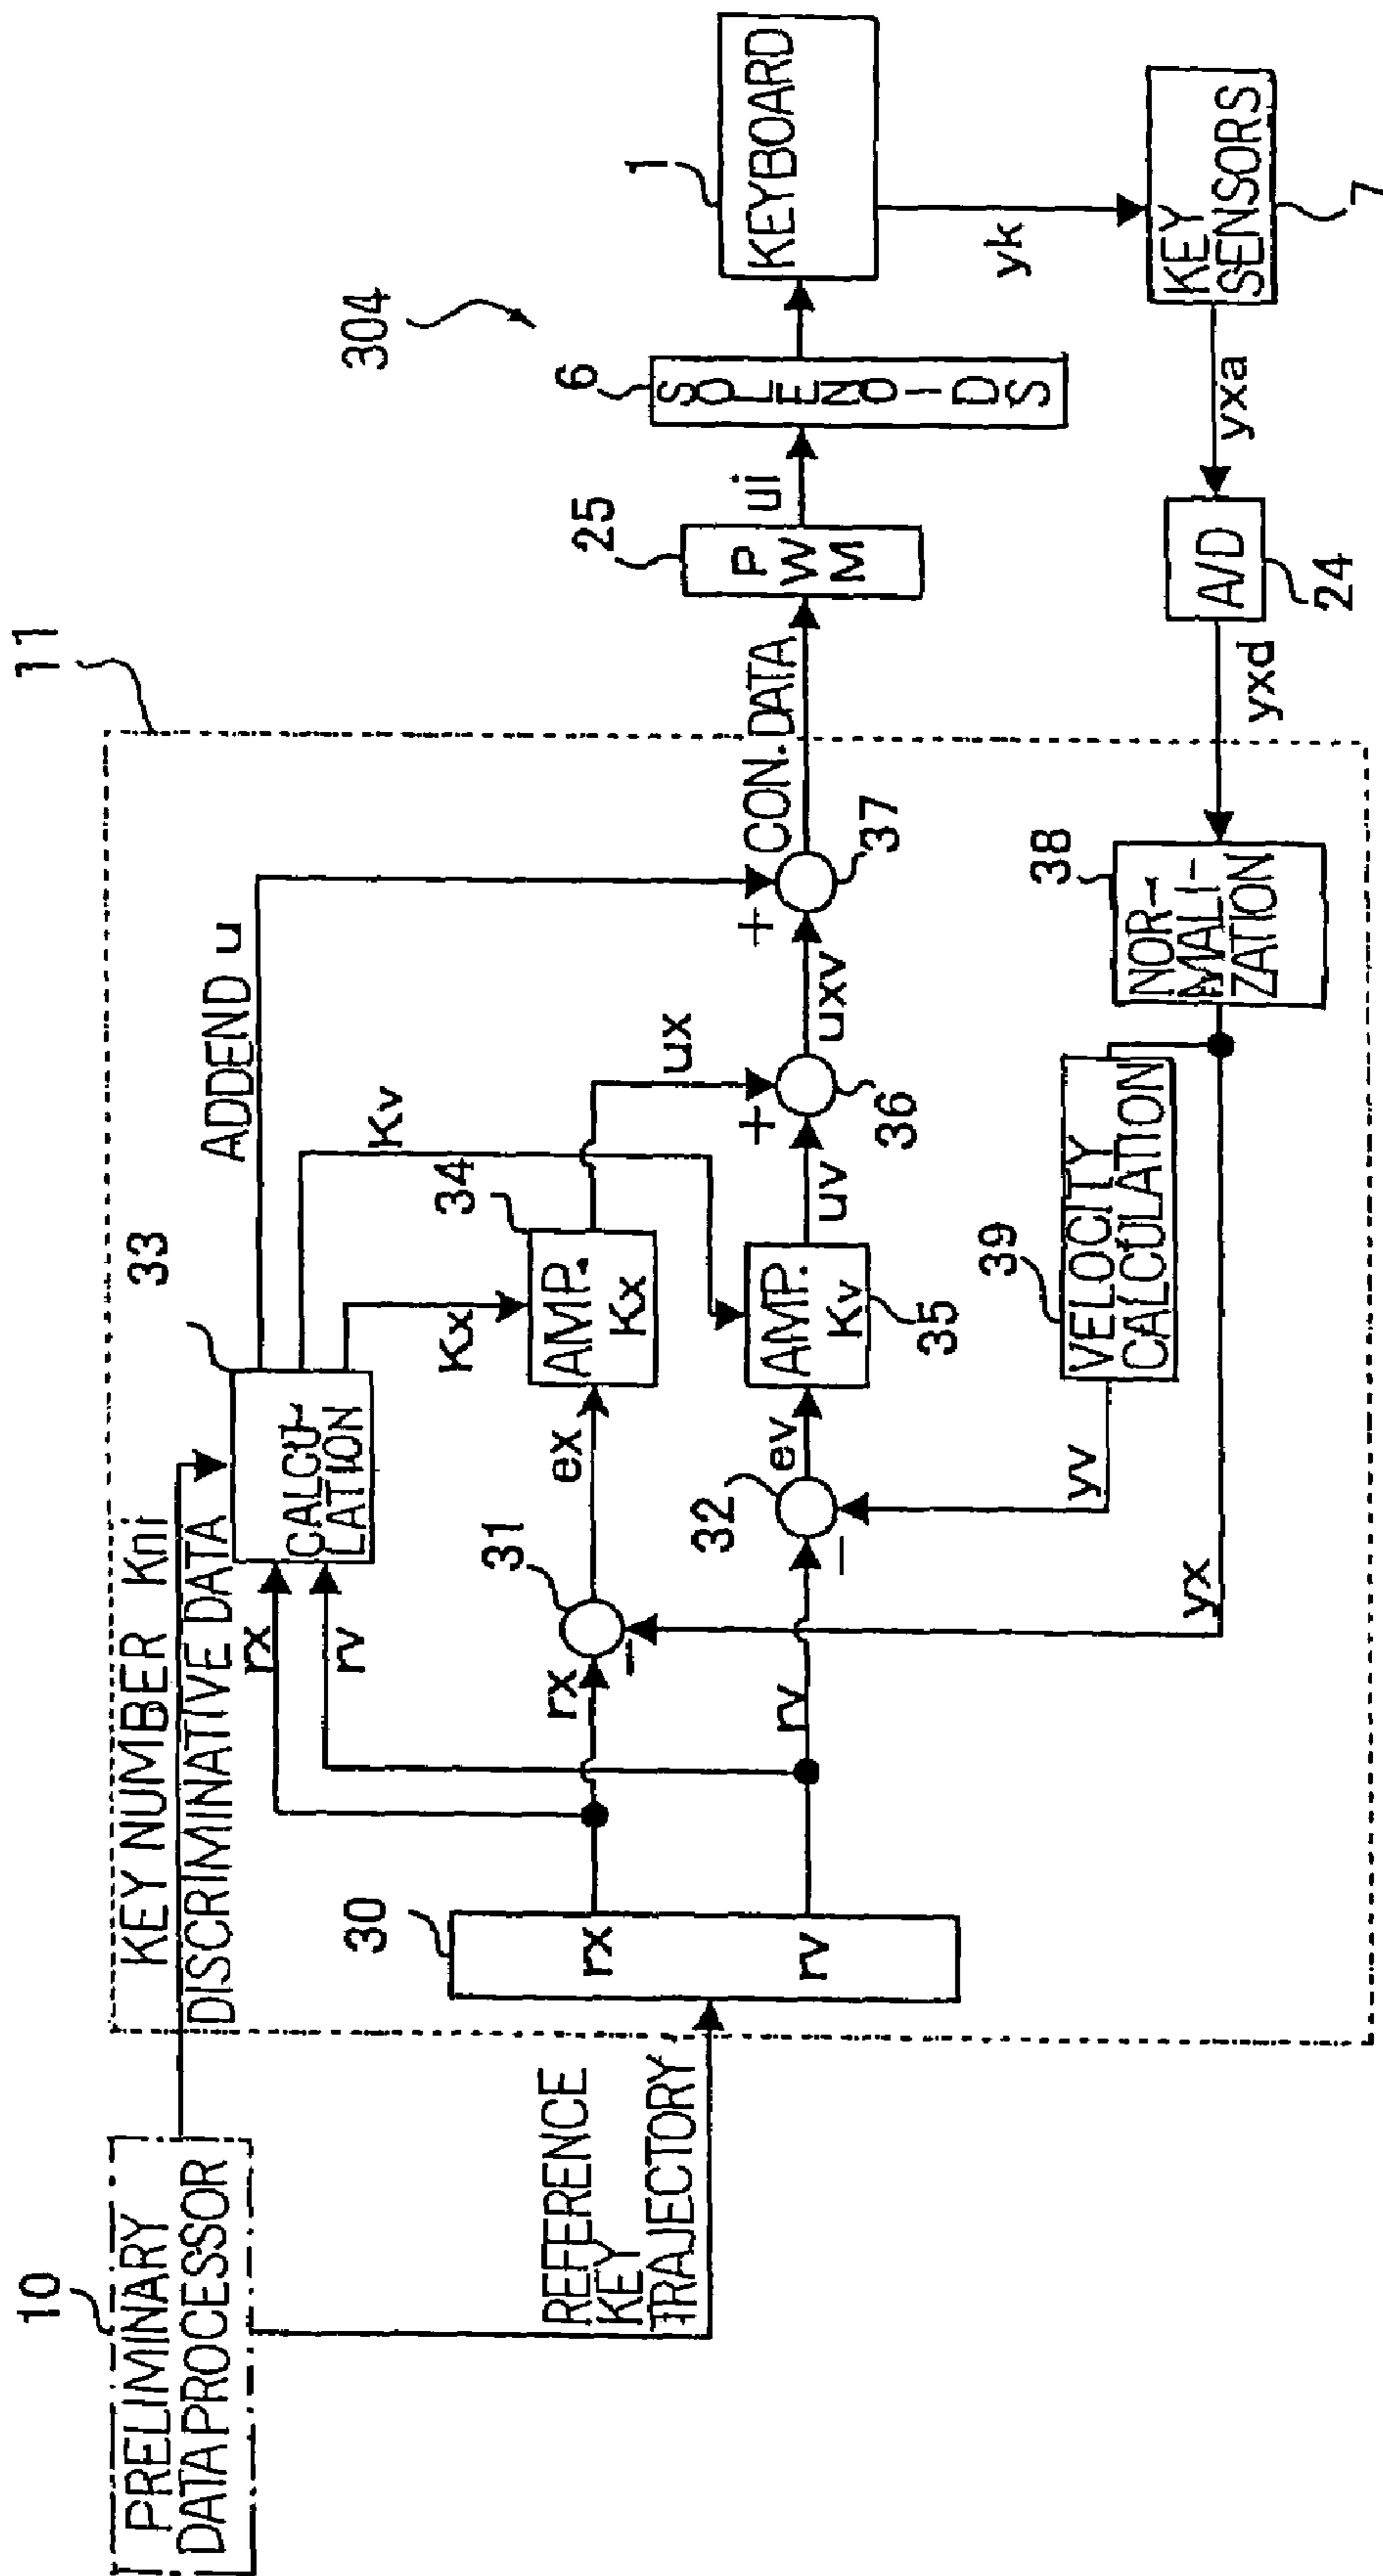 10
PRELIMINARY
DATA PROCESSOR
KEY NUMBER Kni
DISCRIMINATIVE DATA
REFERENCE
KEY
TRAJECTORY
11
30
rx
rv
rx
rv
33
CALCU-
LATION
ADDEND u
Kv
Kx
rx
31
−
ex
34
AMP.
Kx
ux
rv
32
−
ev
AMP.
Kv
35
uv
+
36
uxv
+
37
CON. DATA
25
PWM
ui
6
SOLENOIDS
304
1
KEYBOARD
yk
KEY
SENSORS
7
yxa
A/D
24
yxd
38
NOR-
MALI-
ZATION
39
VELOCITY
CALCULATION
yv
yx